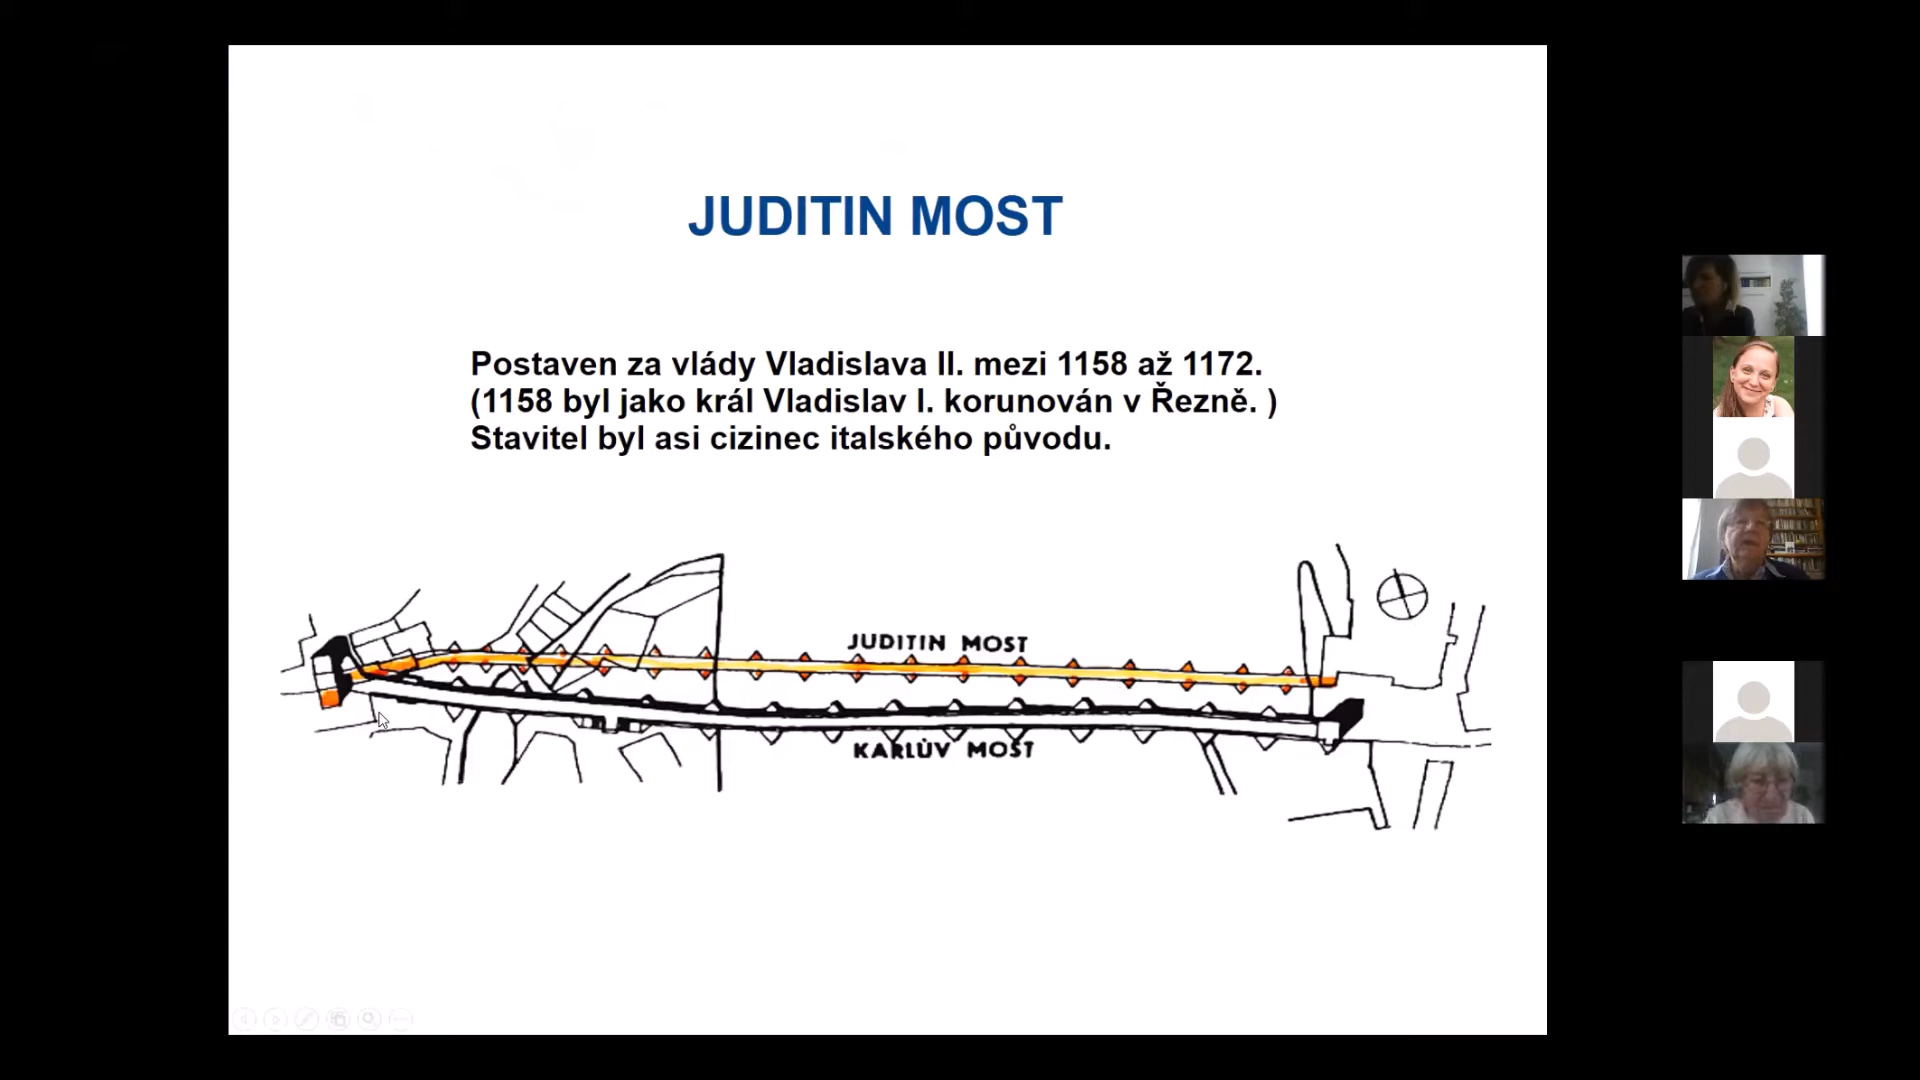 JUDITIN MOST
Postaven za vlády Vladislava II. mezi 1158 až 1172.
(1158 byl jako král Vladislav I. korunován v Řezně. )
Stavitel byl asi cizinec italského původu.
JUDITIN MOST
KARLŮV MOST